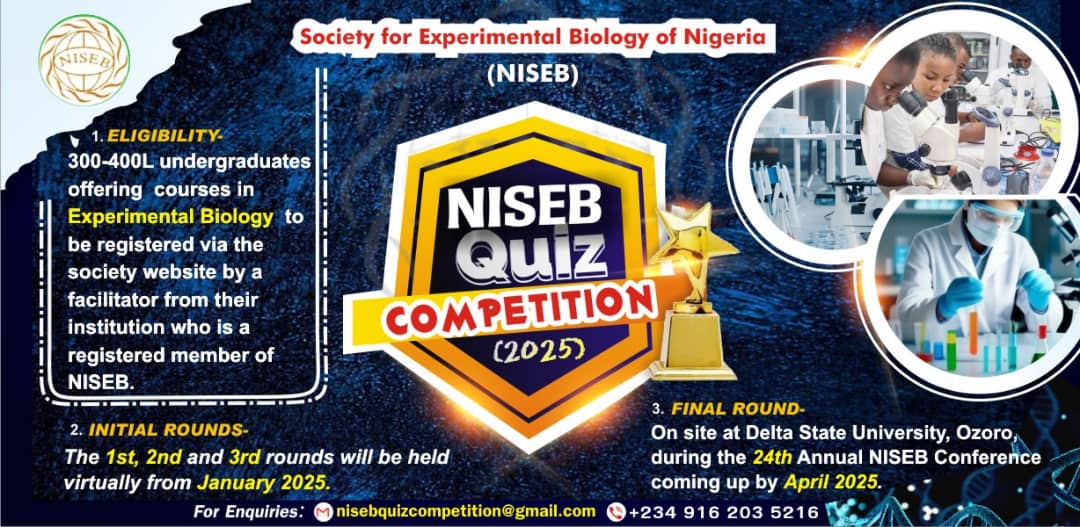 Society for Experimental Biology of Nigeria
(NISEB)
NISEB
1. ELIGIBILITY-
300-400L undergraduates
offering courses in
Experimental Biology to
be registered via the
society website by a
facilitator from their
institution who is a
registered member of
NISEB.
NISEB
Quiz
COMPETITION
(2025)
2. INITIAL ROUNDS-
The 1st, 2nd and 3rd rounds will be held
virtually from January 2025.
3. FINAL ROUND-
On site at Delta State University, Ozoro,
during the 24th Annual NISEB Conference
coming up by April 2025.
For Enquiries: nisebquizcompetition@gmail.com +234 916 203 5216